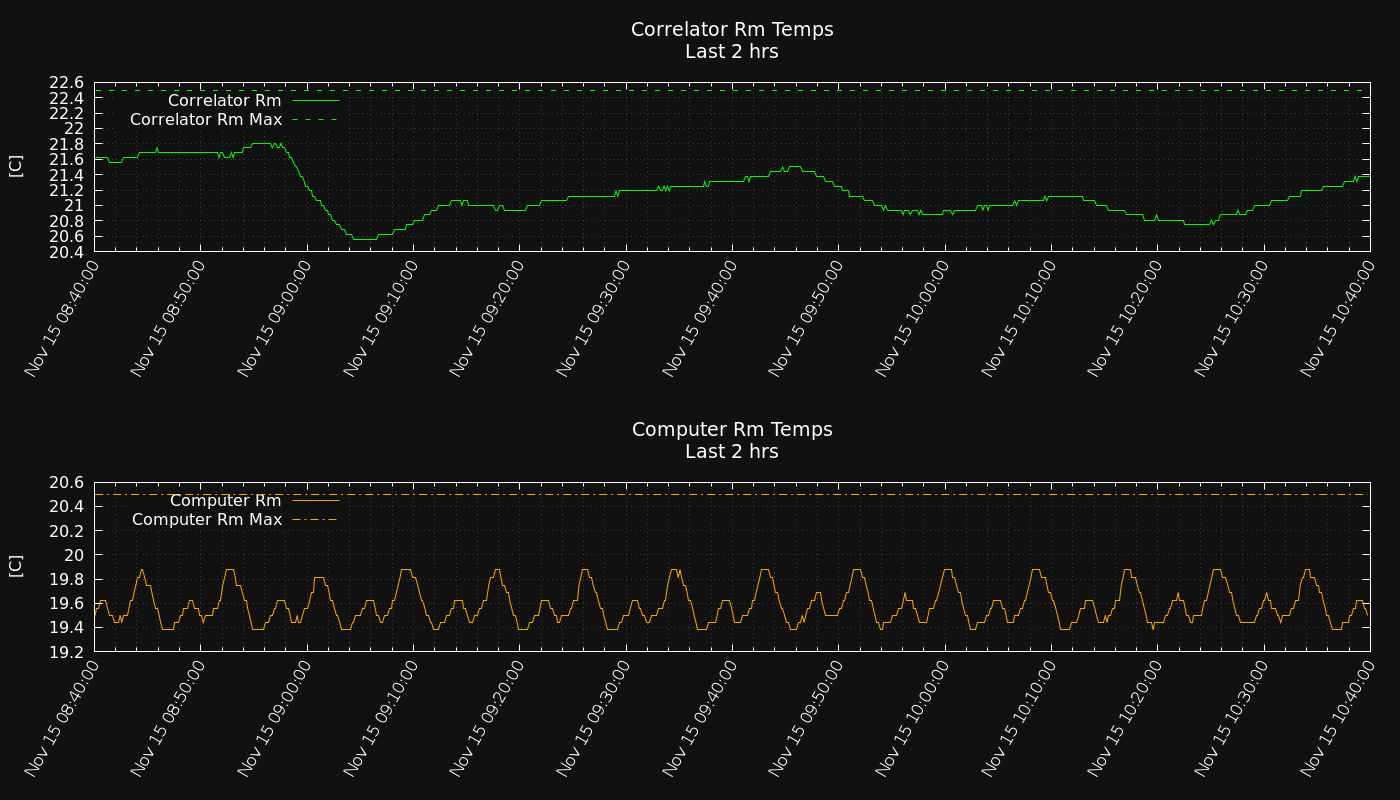 Correlator Rm Temps
Last 2 hrs
[C]
22.6
22.4
22.2
22
21.8
21.6
21.4
21.2
21
20.8
20.6
20.4
Correlator Rm
Correlator Rm Max
Nov 15 08:40:00
Nov 15 08:50:00
Nov 15 09:00:00
Nov 15 09:10:00
Nov 15 09:20:00
Nov 15 09:30:00
Nov 15 09:40:00
Nov 15 09:50:00
Nov 15 10:00:00
Nov 15 10:10:00
Nov 15 10:20:00
Nov 15 10:30:00
Nov 15 10:40:00
Computer Rm Temps
Last 2 hrs
[C]
20.6
20.4
20.2
20
19.8
19.6
19.4
19.2
Computer Rm
Computer Rm Max
Nov 15 08:40:00
Nov 15 08:50:00
Nov 15 09:00:00
Nov 15 09:10:00
Nov 15 09:20:00
Nov 15 09:30:00
Nov 15 09:40:00
Nov 15 09:50:00
Nov 15 10:00:00
Nov 15 10:10:00
Nov 15 10:20:00
Nov 15 10:30:00
Nov 15 10:40:00